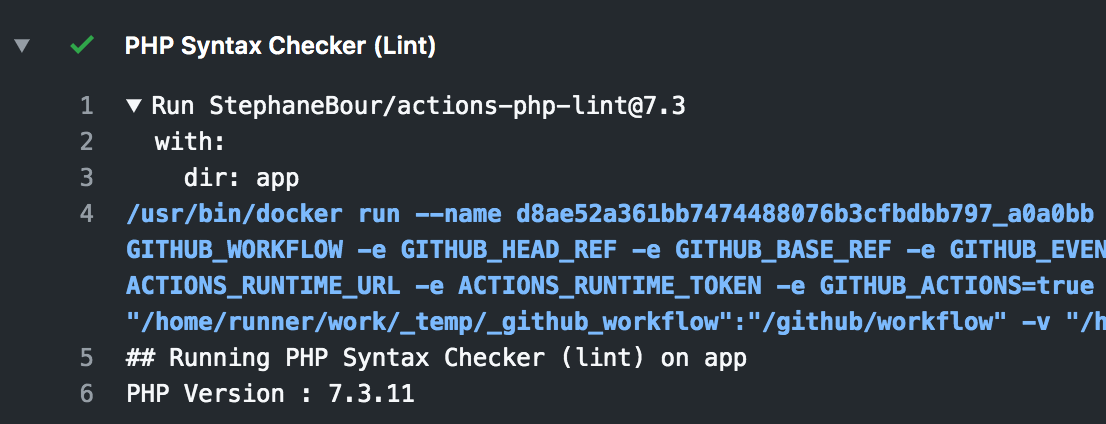 PHP Syntax Checker (Lint)
1 ▼ Run StephaneBour/actions-php-lint@7.3
2 with:
3 dir: app
4 /usr/bin/docker run --name d8ae52a361bb7474488076b3cfbdbb797_a0a0bb
GITHUB_WORKFLOW -e GITHUB_HEAD_REF -e GITHUB_BASE_REF -e GITHUB_EVEN
ACTIONS_RUNTIME_URL -e ACTIONS_RUNTIME_TOKEN -e GITHUB_ACTIONS=true
"/home/runner/work/_temp/_github_workflow":"/github/workflow" -v "/h
5 ## Running PHP Syntax Checker (lint) on app
6 PHP Version : 7.3.11